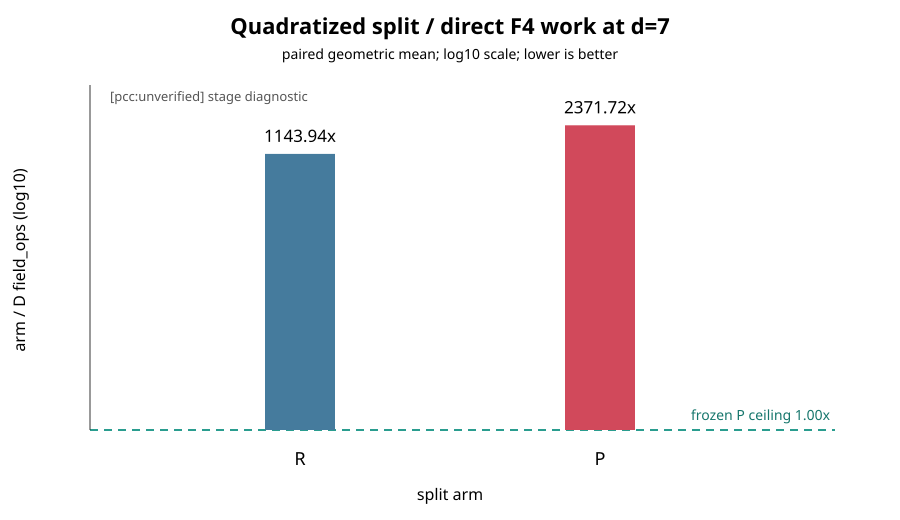 Quadratized split / direct F4 work at d=7
paired geometric mean; log10 scale; lower is better
[pcc:unverified] stage diagnostic
2371.72x
1143.94x
arm / D field_ops (log10)
frozen P ceiling 1.00x
R
P
split arm